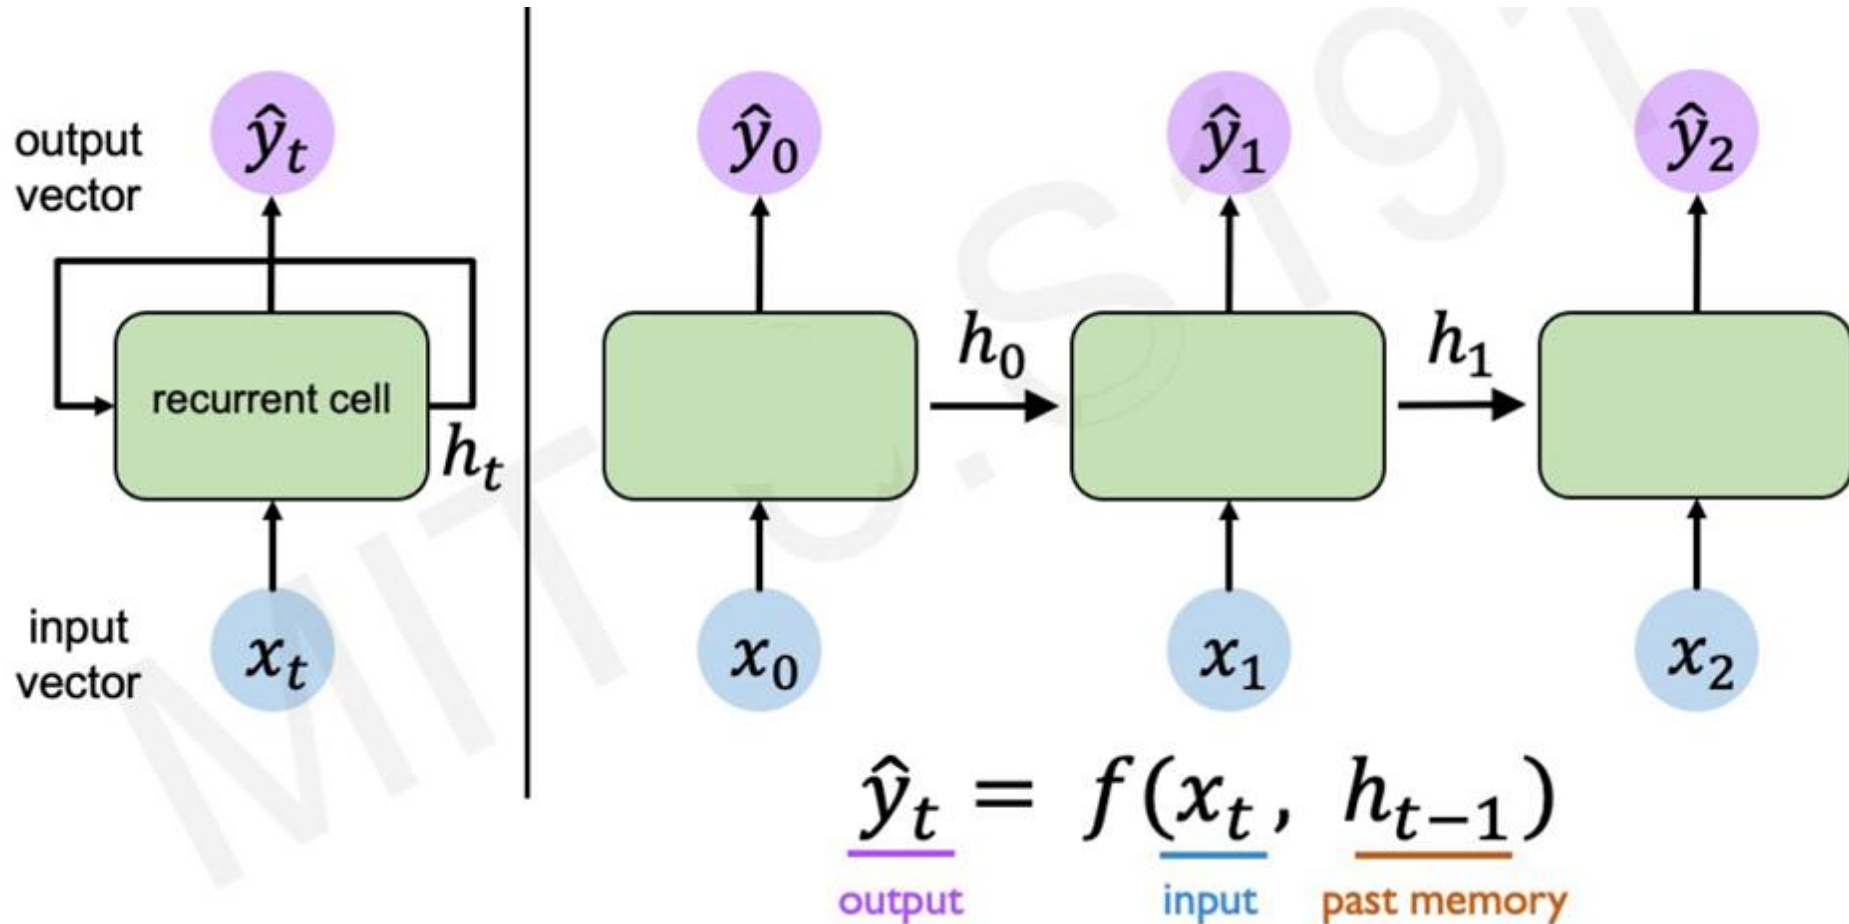 output
vector
ŷₜ
recurrent cell
hₜ
input
vector
xₜ
ŷ₀
ŷ₁
ŷ₂
h₀
h₁
x₀
x₁
x₂
ŷₜ = f(xₜ, hₜ₋₁)
output input past memory